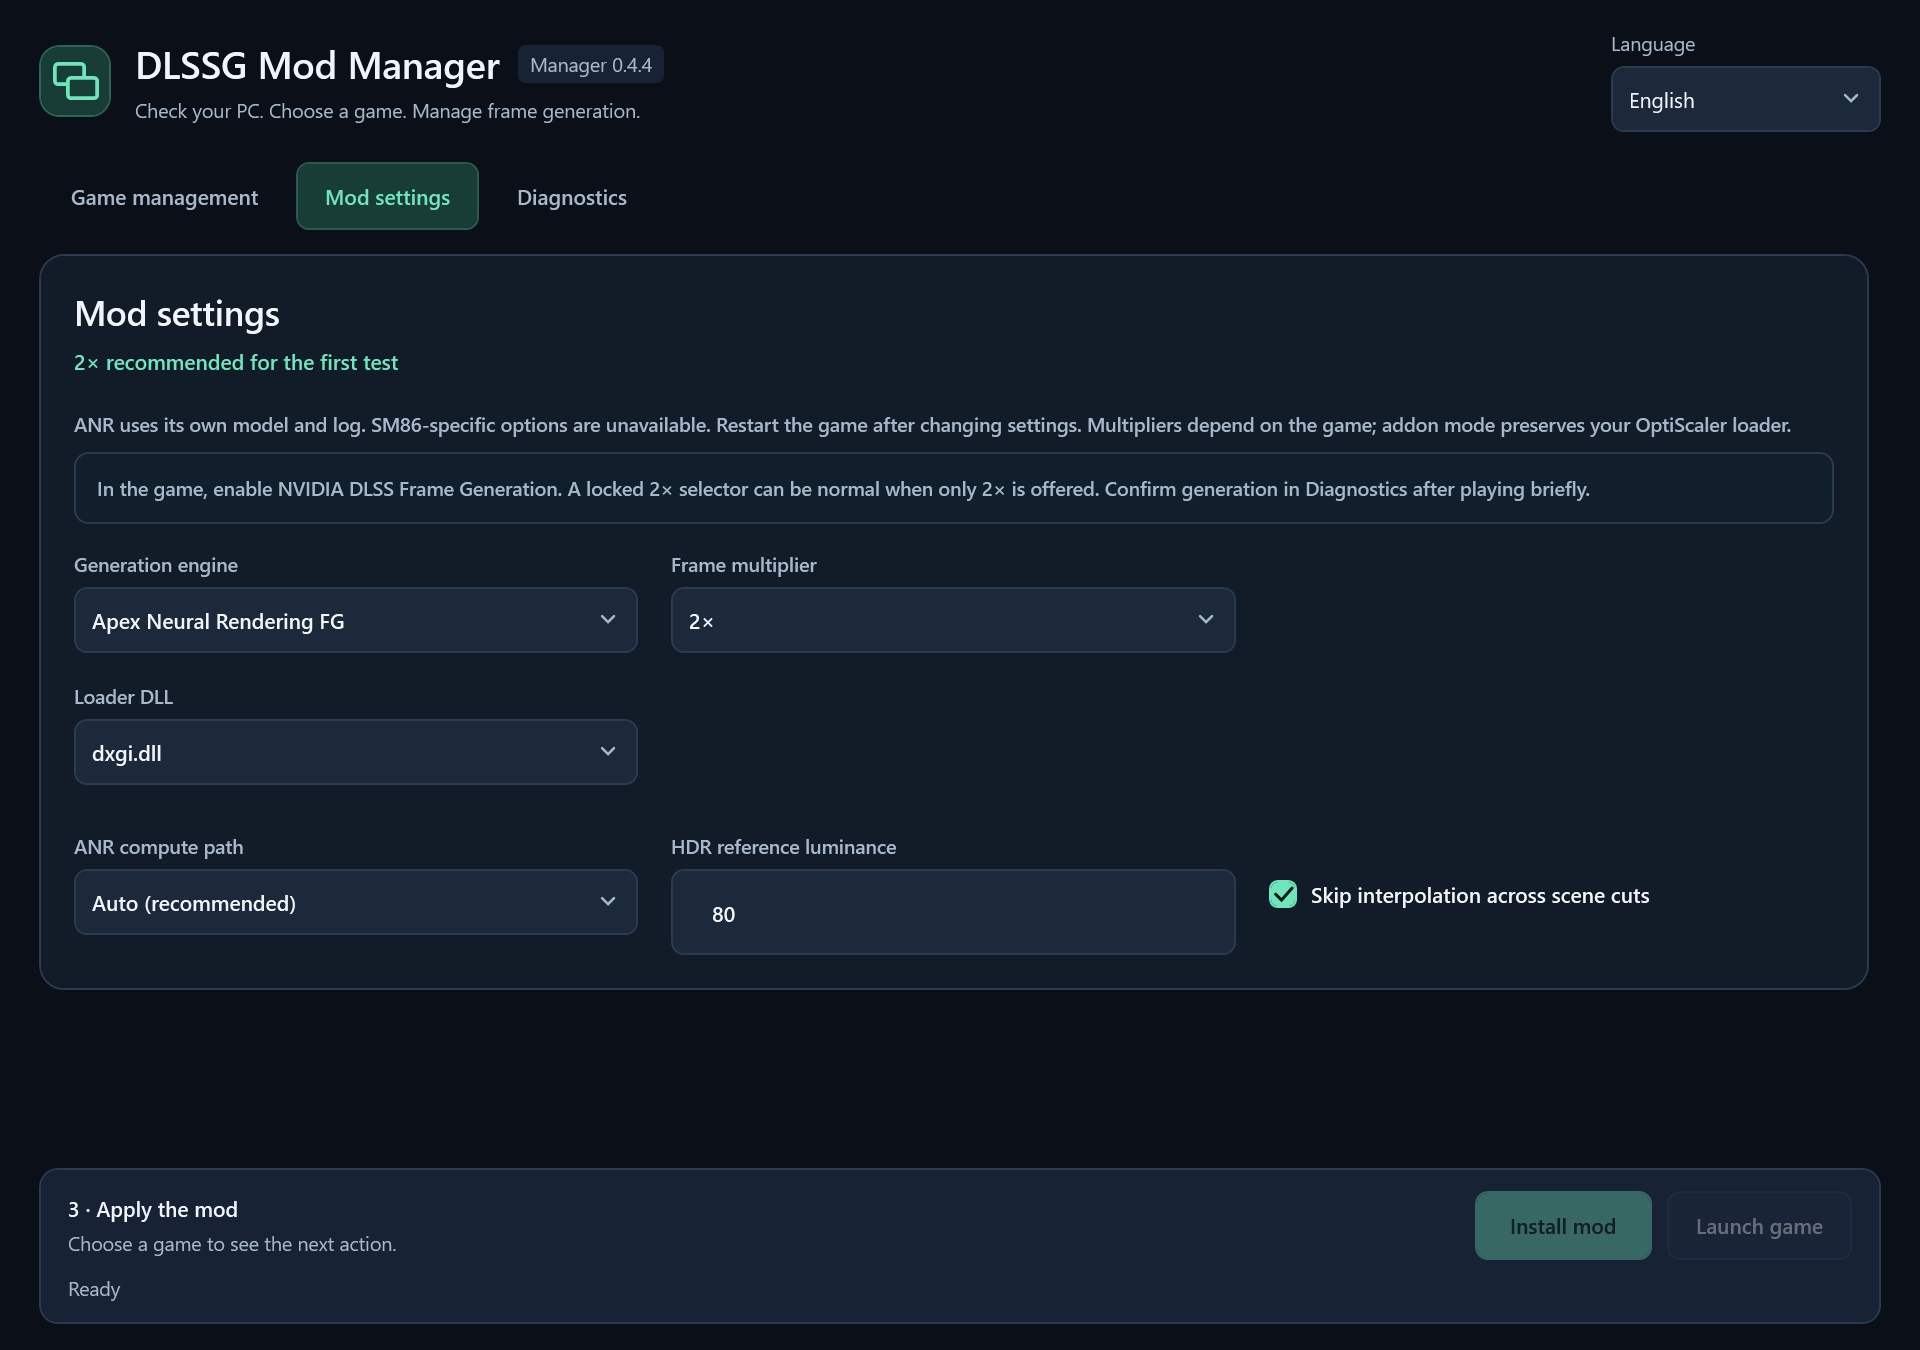 DLSSG Mod Manager
Manager 0.4.4
Check your PC. Choose a game. Manage frame generation.
Language
English
Game management
Mod settings
Diagnostics
Mod settings
2× recommended for the first test
ANR uses its own model and log. SM86-specific options are unavailable. Restart the game after changing settings. Multipliers depend on the game; addon mode preserves your OptiScaler loader.
In the game, enable NVIDIA DLSS Frame Generation. A locked 2× selector can be normal when only 2× is offered. Confirm generation in Diagnostics after playing briefly.
Generation engine
Apex Neural Rendering FG
Frame multiplier
2×
Loader DLL
dxgi.dll
ANR compute path
Auto (recommended)
HDR reference luminance
80
Skip interpolation across scene cuts
3 · Apply the mod
Choose a game to see the next action.
Ready
Install mod
Launch game